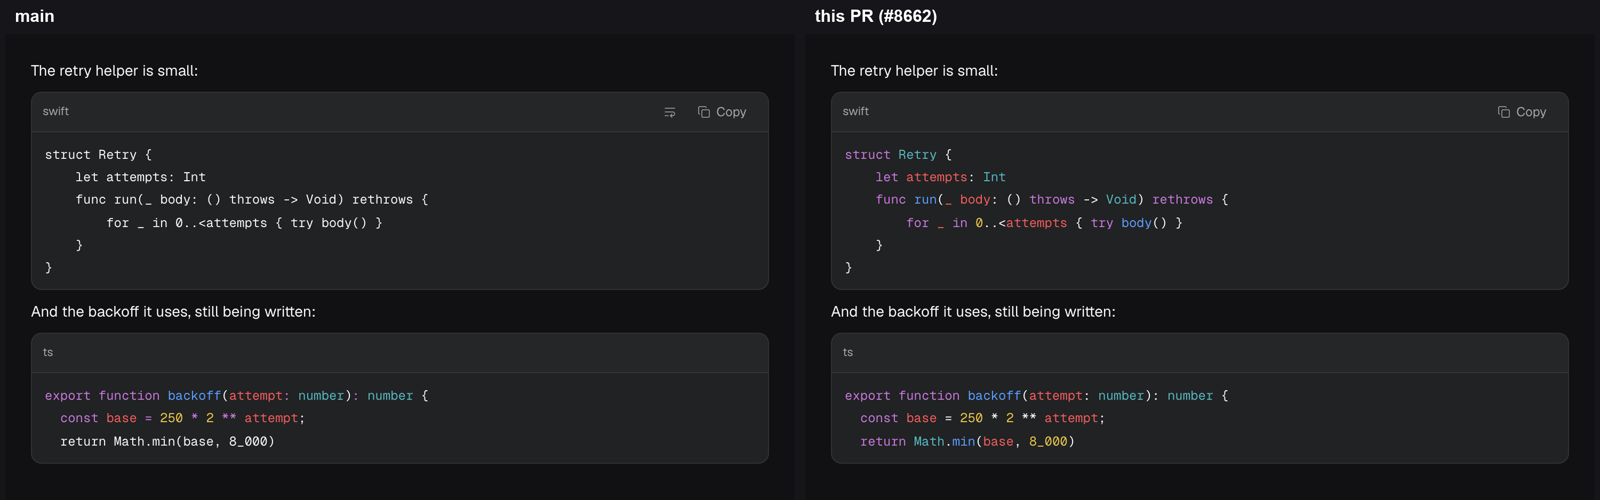 main
The retry helper is small:
swift
Copy
struct Retry {
    let attempts: Int
    func run(_ body: () throws -> Void) rethrows {
        for _ in 0..<attempts { try body() }
    }
}
And the backoff it uses, still being written:
ts
export function backoff(attempt: number): number {
  const base = 250 * 2 ** attempt;
  return Math.min(base, 8_000)
this PR (#8662)
The retry helper is small:
swift
Copy
struct Retry {
    let attempts: Int
    func run(_ body: () throws -> Void) rethrows {
        for _ in 0..<attempts { try body() }
    }
}
And the backoff it uses, still being written:
ts
export function backoff(attempt: number): number {
  const base = 250 * 2 ** attempt;
  return Math.min(base, 8_000)